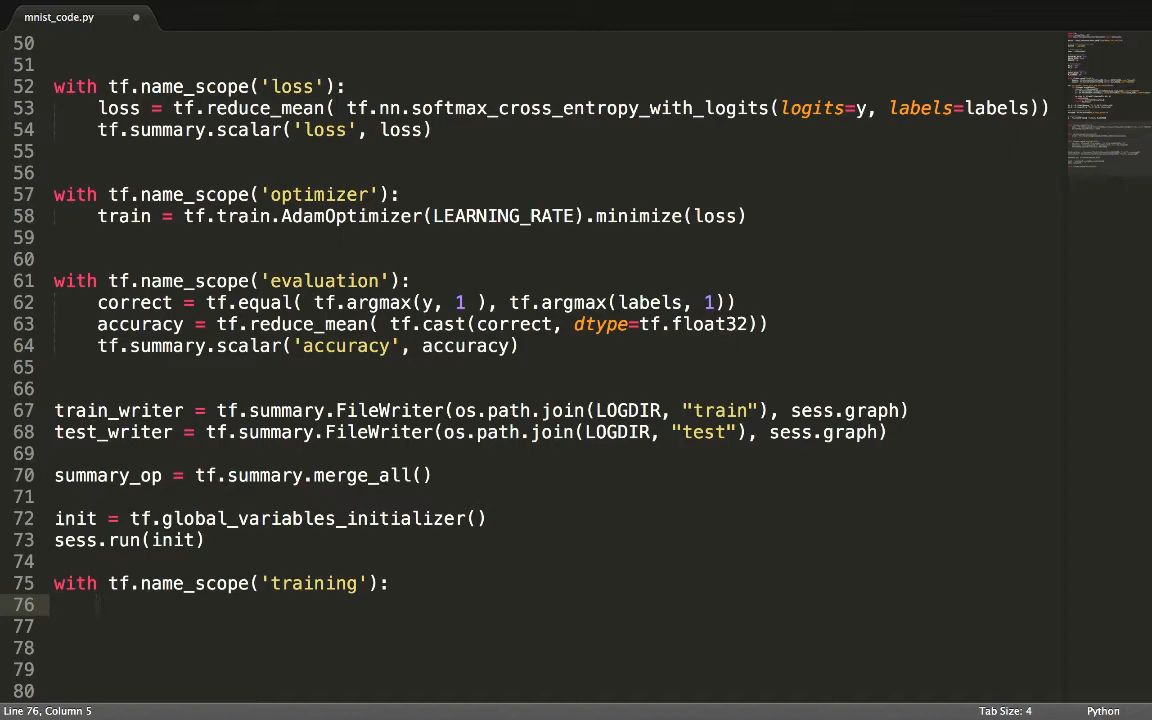 mnist_code.py
50
51
52 with tf.name_scope('loss'):
53 loss = tf.reduce_mean( tf.nn.softmax_cross_entropy_with_logits(logits=y, labels=labels))
54 tf.summary.scalar('loss', loss)
55
56
57 with tf.name_scope('optimizer'):
58 train = tf.train.AdamOptimizer(LEARNING_RATE).minimize(loss)
59
60
61 with tf.name_scope('evaluation'):
62 correct = tf.equal( tf.argmax(y, 1 ), tf.argmax(labels, 1))
63 accuracy = tf.reduce_mean( tf.cast(correct, dtype=tf.float32))
64 tf.summary.scalar('accuracy', accuracy)
65
66
67 train_writer = tf.summary.FileWriter(os.path.join(LOGDIR, "train"), sess.graph)
68 test_writer = tf.summary.FileWriter(os.path.join(LOGDIR, "test"), sess.graph)
69
70 summary_op = tf.summary.merge_all()
71
72 init = tf.global_variables_initializer()
73 sess.run(init)
74
75 with tf.name_scope('training'):
76
77
78
79
80
Line 76, Column 5 Tab Size: 4 Python